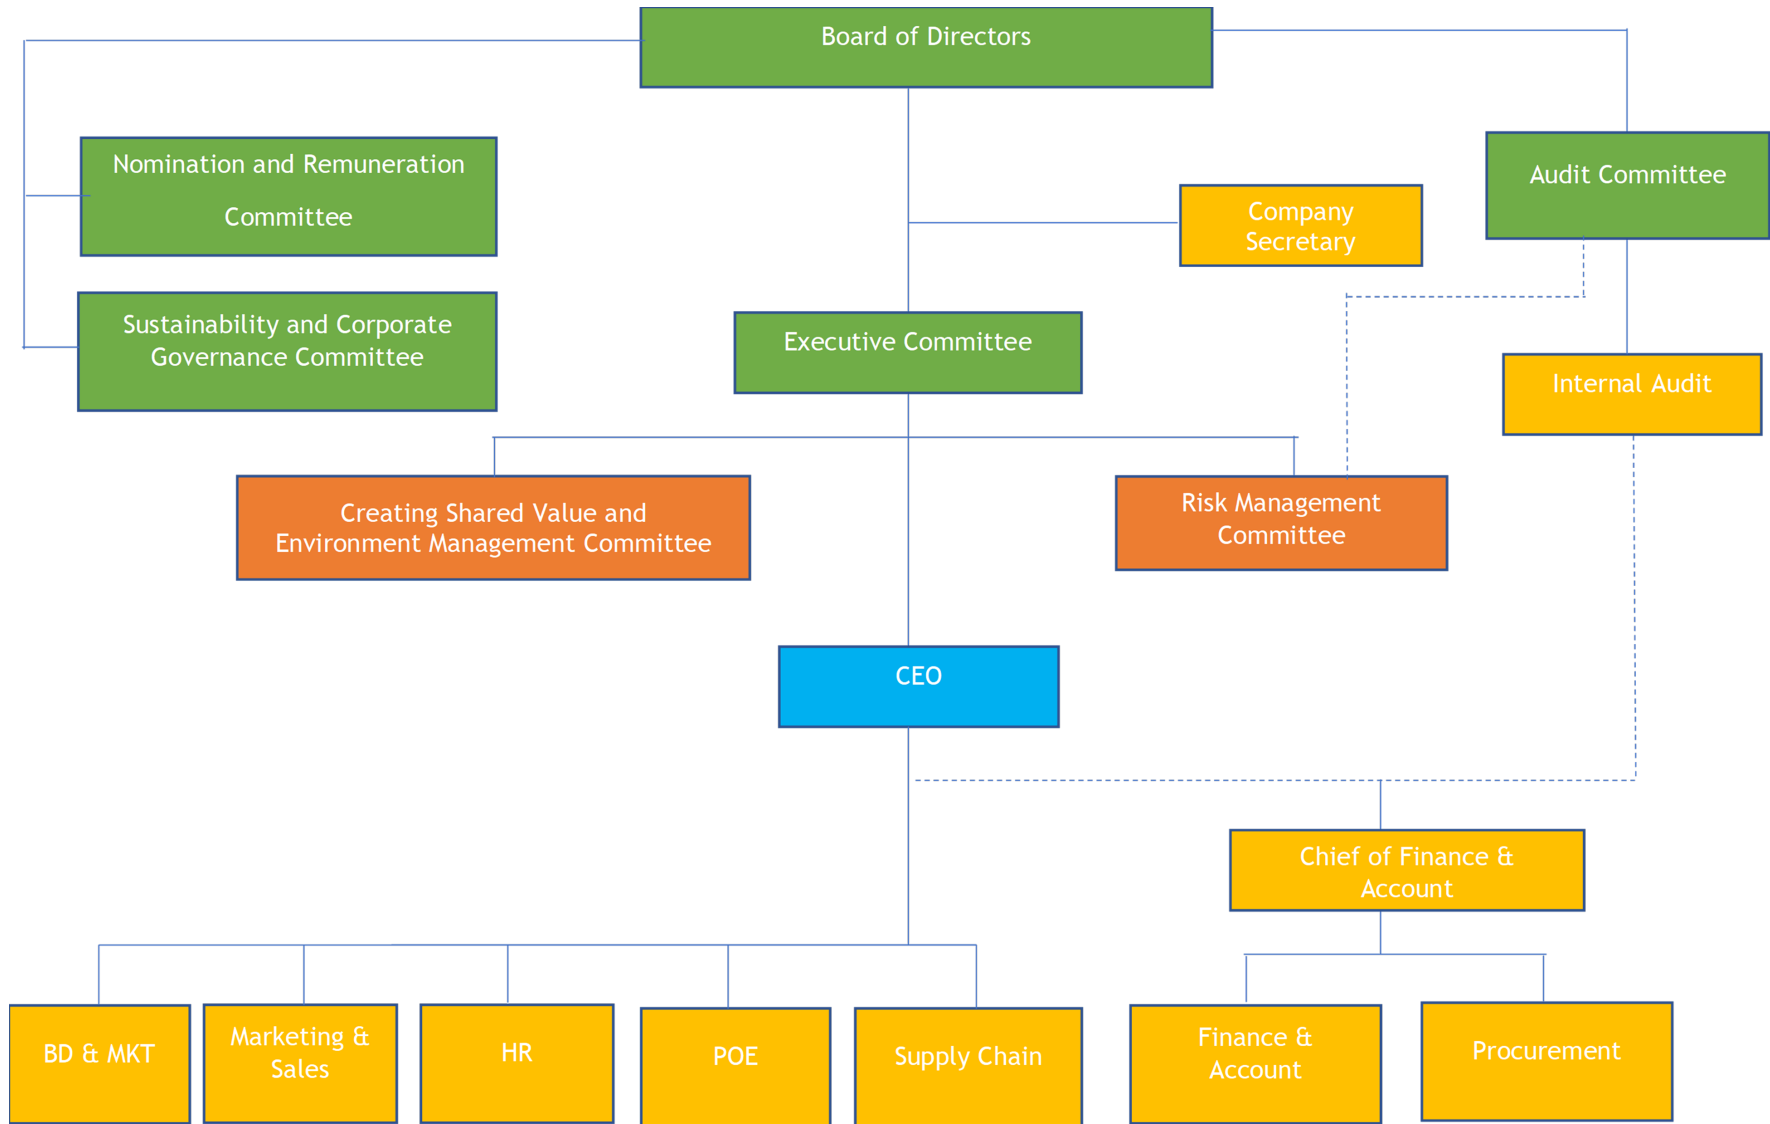 Board of Directors
Nomination and Remuneration
Committee
Audit Committee
Company
Secretary
Sustainability and Corporate
Governance Committee
Executive Committee
Internal Audit
Creating Shared Value and
Environment Management Committee
Risk Management
Committee
CEO
Chief of Finance &
Account
BD & MKT
Marketing &
Sales
HR
POE
Supply Chain
Finance &
Account
Procurement